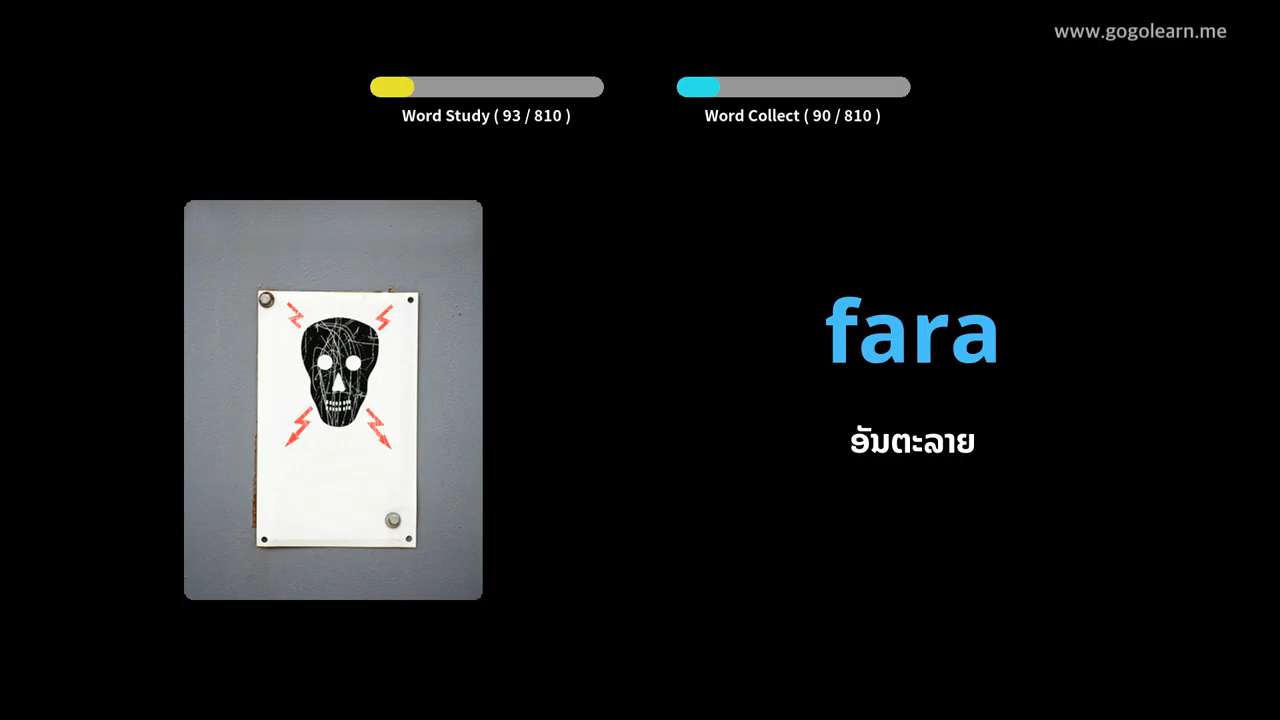 www.gogolearn.me
Word Study ( 93 / 810 )
Word Collect ( 90 / 810 )
fara
ອັນຕະລາຍ